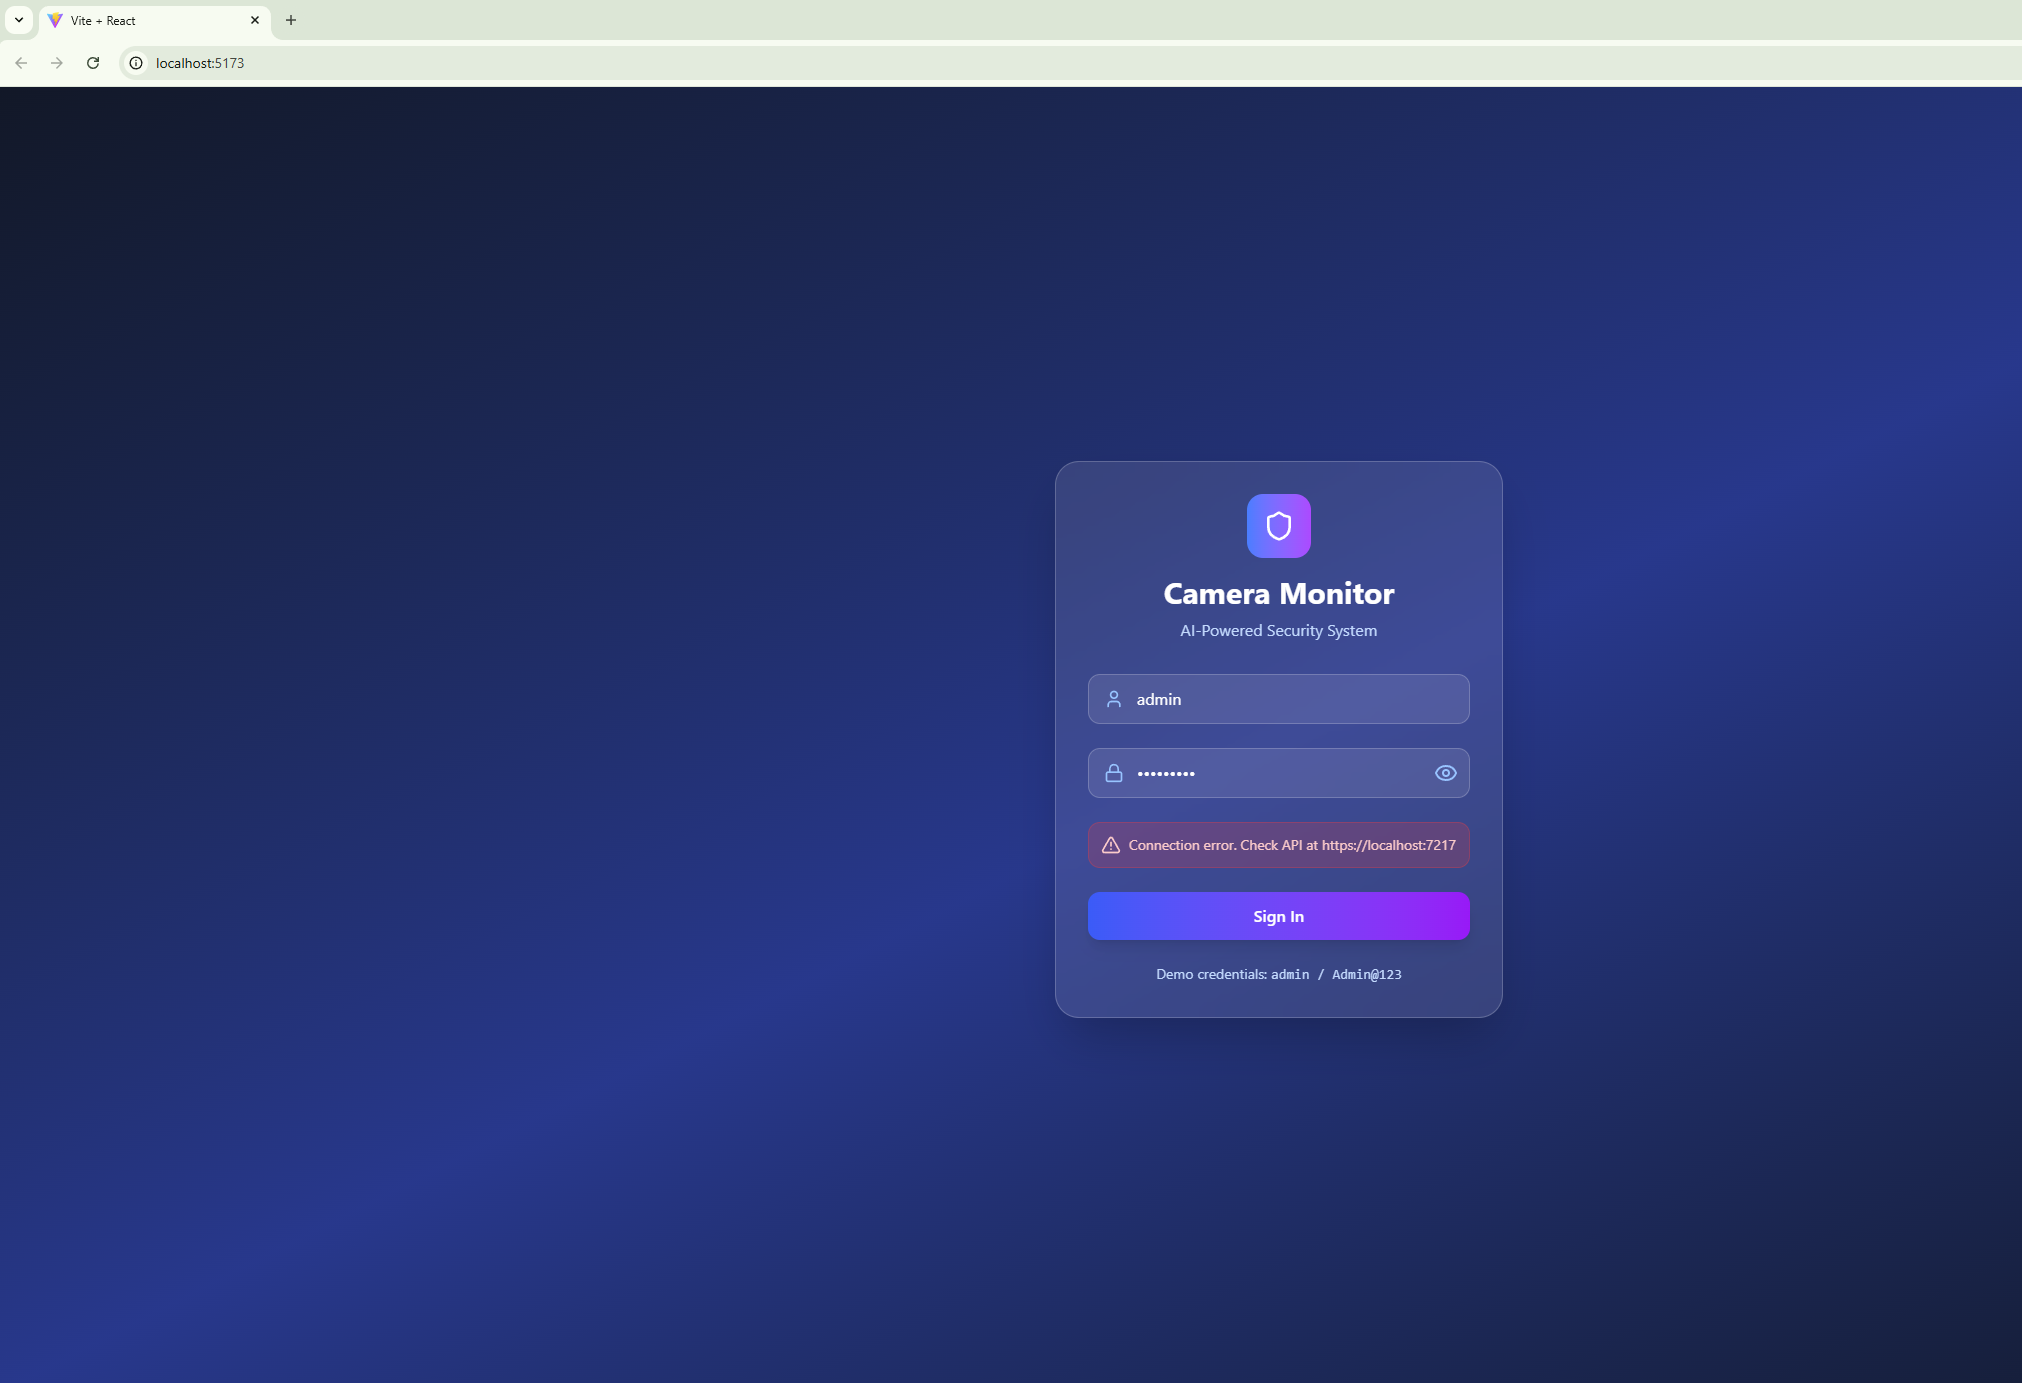 Vite + React
localhost:5173
Camera Monitor
AI-Powered Security System
admin
•••••••••
Connection error. Check API at https://localhost:7217
Sign In
Demo credentials: admin / Admin@123